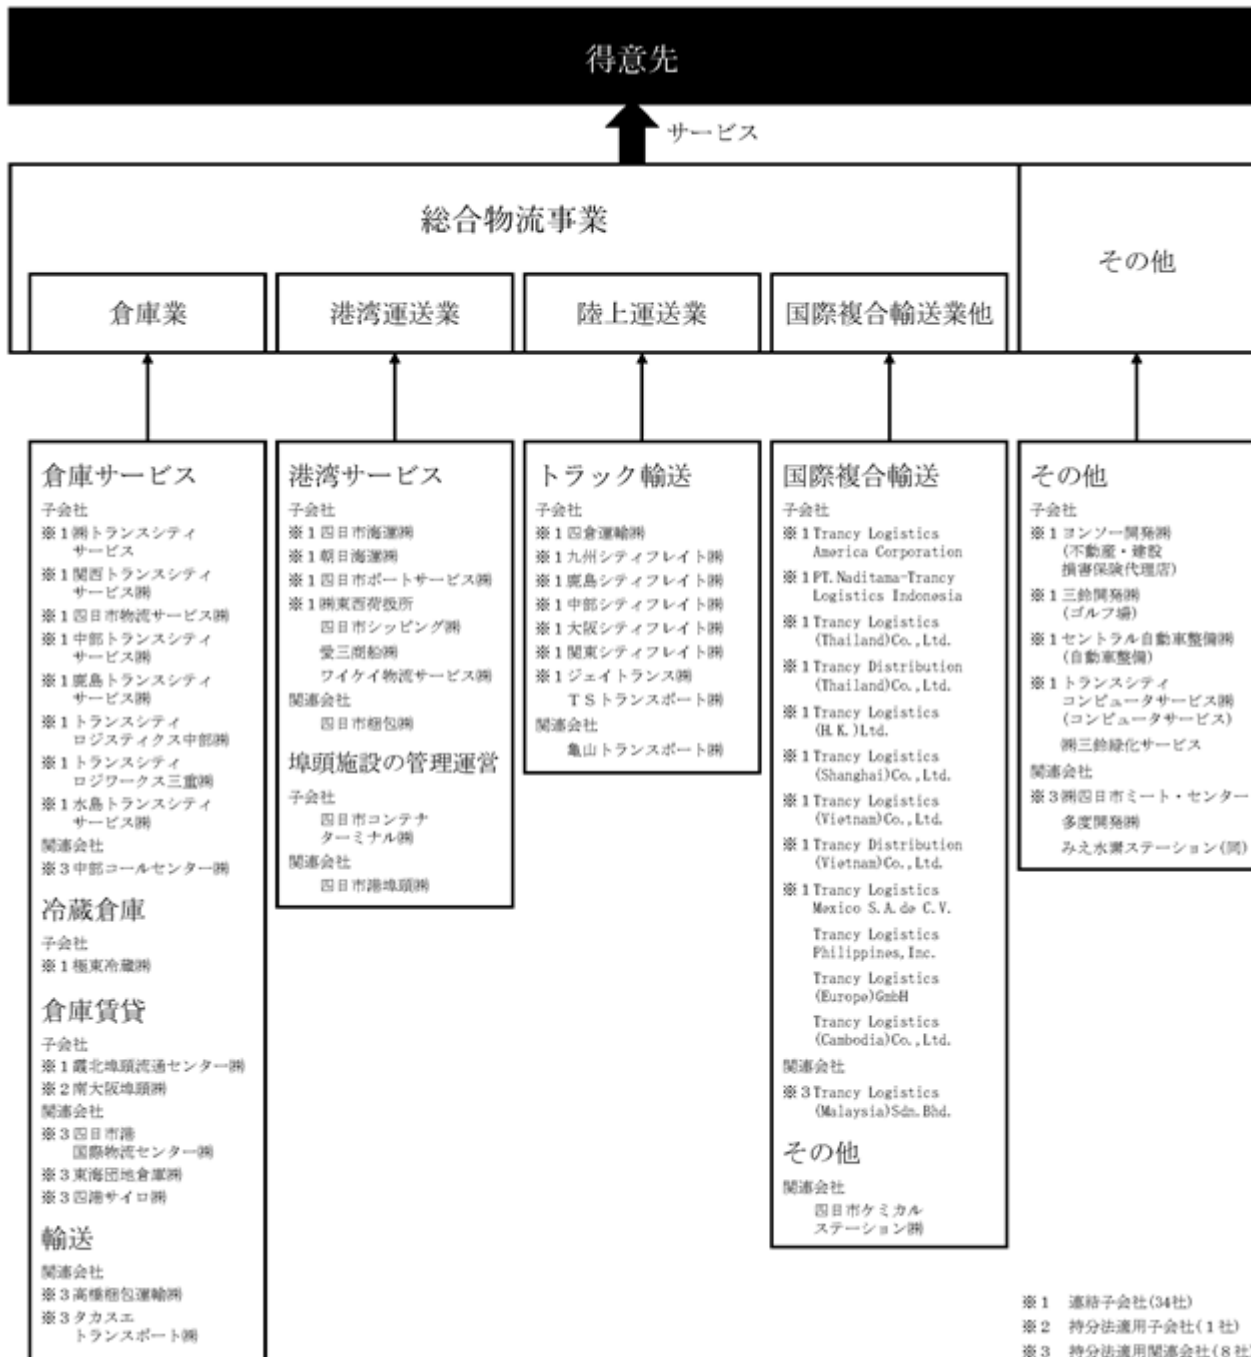 得意先
サービス
総合物流事業
その他
倉庫業
港湾運送業
陸上運送業
国際複合輸送業他
倉庫サービス
子会社
※1㈱トランスシティ
サービス
※1関西トランスシティ
サービス㈱
※1四日市物流サービス㈱
※1中部トランスシティ
サービス㈱
※1鹿島トランスシティ
サービス㈱
※1トランスシティ
ロジスティクス中部㈱
※1トランスシティ
ロジワークス三重㈱
※1水島トランスシティ
サービス㈱
関連会社
※3中部コールセンター㈱
冷蔵倉庫
子会社
※1極東冷蔵㈱
倉庫賃貸
子会社
※1霞北埠頭流通センター㈱
※2南大阪埠頭㈱
関連会社
※3四日市港
国際物流センター㈱
※3東海団地倉庫㈱
※3四港サイロ㈱
輸送
関連会社
※3高橋梱包運輸㈱
※3タカスエ
トランスポート㈱
港湾サービス
子会社
※1四日市海運㈱
※1朝日海運㈱
※1四日市ポートサービス㈱
※1㈱東西荷扱所
四日市シッピング㈱
愛三商船㈱
ワイケイ物流サービス㈱
関連会社
四日市梱包㈱
埠頭施設の管理運営
子会社
四日市コンテナ
ターミナル㈱
関連会社
四日市港埠頭㈱
トラック輸送
子会社
※1四倉運輸㈱
※1九州シティフレイト㈱
※1鹿島シティフレイト㈱
※1中部シティフレイト㈱
※1大阪シティフレイト㈱
※1関東シティフレイト㈱
※1ジェイトランス㈱
TSトランスポート㈱
関連会社
亀山トランスポート㈱
国際複合輸送
子会社
※1Trancy Logistics
America Corporation
※1PT.Naditama-Trancy
Logistics Indonesia
※1Trancy Logistics
(Thailand)Co.,Ltd.
※1Trancy Distribution
(Thailand)Co.,Ltd.
※1Trancy Logistics
(H.K.)Ltd.
※1Trancy Logistics
(Shanghai)Co.,Ltd.
※1Trancy Logistics
(Vietnam)Co.,Ltd.
※1Trancy Distribution
(Vietnam)Co.,Ltd.
※1Trancy Logistics
Mexico S.A.de C.V.
Trancy Logistics
Philippines,Inc.
Trancy Logistics
(Europe)GmbH
Trancy Logistics
(Cambodia)Co.,Ltd.
関連会社
※3Trancy Logistics
(Malaysia)Sdn.Bhd.
その他
関連会社
四日市ケミカル
ステーション㈱
その他
子会社
※1ヨンソー開発㈱
(不動産・建設
損害保険代理店)
※1三鈴開発㈱
(ゴルフ場)
※1セントラル自動車整備㈱
(自動車整備)
※1トランスシティ
コンピュータサービス㈱
(コンピュータサービス)
㈱三鈴緑化サービス
関連会社
※3㈱四日市ミート・センター
多度開発㈱
みえ水素ステーション(同)
※1 連結子会社(34社)
※2 持分法適用子会社(1社)
※3 持分法適用関連会社(8社)